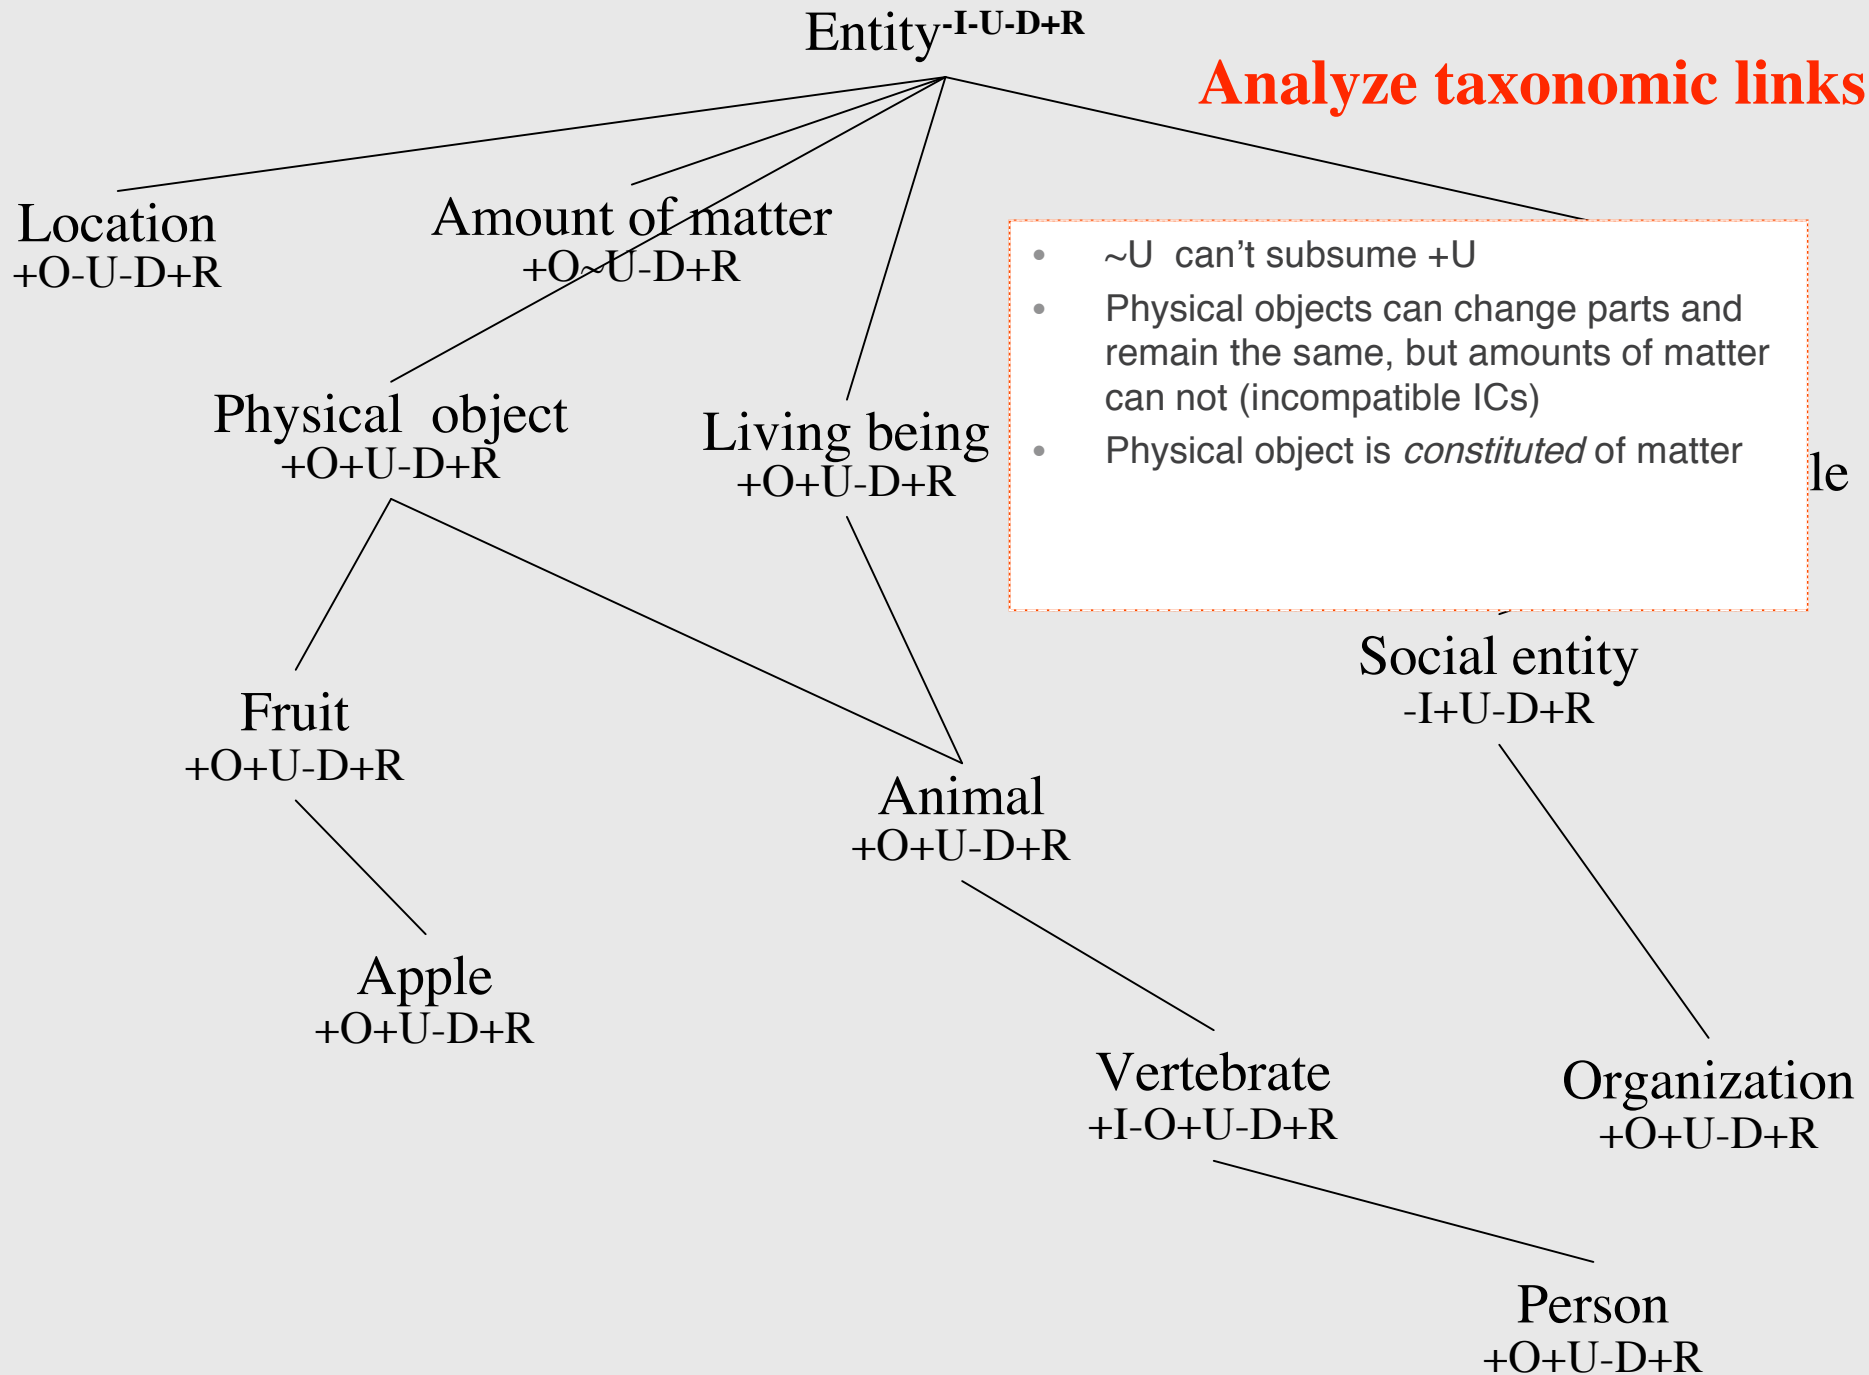 Entity-I-U-D+R
Analyze taxonomic links
Location
+O-U-D+R
Amount of matter
+O~U-D+R
• ~U can't subsume +U
• Physical objects can change parts and
remain the same, but amounts of matter
can not (incompatible ICs)
• Physical object is constituted of matter
Physical object
+O+U-D+R
Living being
+O+U-D+R
le
Social entity
-I+U-D+R
Fruit
+O+U-D+R
Animal
+O+U-D+R
Apple
+O+U-D+R
Vertebrate
+I-O+U-D+R
Organization
+O+U-D+R
Person
+O+U-D+R